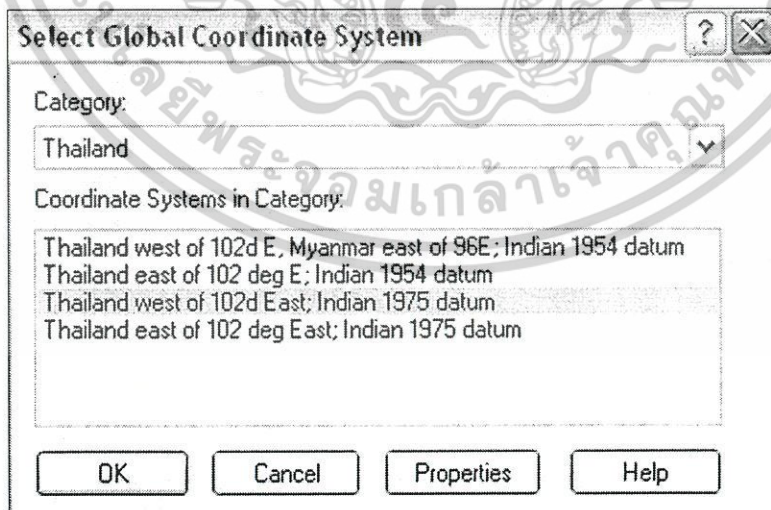 Select Global Coordinate System
Category:
Thailand
Coordinate Systems in Category:
Thailand west of 102d E, Myanmar east of 96E; Indian 1954 datum
Thailand east of 102 deg E; Indian 1954 datum
Thailand west of 102d East; Indian 1975 datum
Thailand east of 102 deg East; Indian 1975 datum
OK Cancel Properties Help